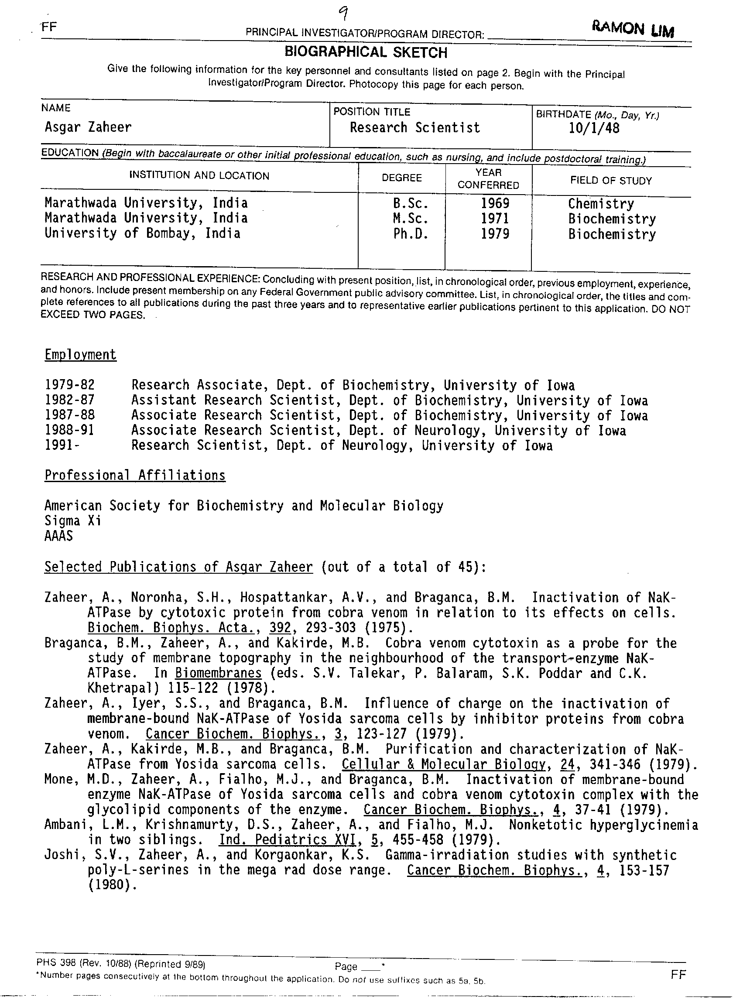 9
FF
PRINCIPAL INVESTIGATOR/PROGRAM DIRECTOR: RAMON LIM
BIOGRAPHICAL SKETCH
Give the following information for the key personnel and consultants listed on page 2. Begin with the Principal
Investigator/Program Director. Photocopy this page for each person.
NAME
POSITION TITLE
BIRTHDATE (Mo., Day, Yr.)
Asgar Zaheer
Research Scientist
10/1/48
EDUCATION (Begin with baccalaureate or other initial professional education, such as nursing, and include postdoctoral training.)
INSTITUTION AND LOCATION
DEGREE
YEAR
CONFERRED
FIELD OF STUDY
Marathwada University, India B.Sc. 1969 Chemistry
Marathwada University, India M.Sc. 1971 Biochemistry
University of Bombay, India Ph.D. 1979 Biochemistry
RESEARCH AND PROFESSIONAL EXPERIENCE: Concluding with present position, list, in chronological order, previous employment, experience,
and honors. Include present membership on any Federal Government public advisory committee. List, in chronological order, the titles and com-
plete references to all publications during the past three years and to representative earlier publications pertinent to this application. DO NOT
EXCEED TWO PAGES.
Employment
1979-82 Research Associate, Dept. of Biochemistry, University of Iowa
1982-87 Assistant Research Scientist, Dept. of Biochemistry, University of Iowa
1987-88 Associate Research Scientist, Dept. of Biochemistry, University of Iowa
1988-91 Associate Research Scientist, Dept. of Neurology, University of Iowa
1991- Research Scientist, Dept. of Neurology, University of Iowa
Professional Affiliations
American Society for Biochemistry and Molecular Biology
Sigma Xi
AAAS
Selected Publications of Asgar Zaheer (out of a total of 45):
Zaheer, A., Noronha, S.H., Hospattankar, A.V., and Braganca, B.M. Inactivation of NaK-
ATPase by cytotoxic protein from cobra venom in relation to its effects on cells.
Biochem. Biophys. Acta., 392, 293-303 (1975).
Braganca, B.M., Zaheer, A., and Kakirde, M.B. Cobra venom cytotoxin as a probe for the
study of membrane topography in the neighbourhood of the transport-enzyme NaK-
ATPase. In Biomembranes (eds. S.V. Talekar, P. Balaram, S.K. Poddar and C.K.
Khetrapal) 115-122 (1978).
Zaheer, A., Iyer, S.S., and Braganca, B.M. Influence of charge on the inactivation of
membrane-bound NaK-ATPase of Yosida sarcoma cells by inhibitor proteins from cobra
venom. Cancer Biochem. Biophys., 3, 123-127 (1979).
Zaheer, A., Kakirde, M.B., and Braganca, B.M. Purification and characterization of NaK-
ATPase from Yosida sarcoma cells. Cellular & Molecular Biology, 24, 341-346 (1979).
Mone, M.D., Zaheer, A., Fialho, M.J., and Braganca, B.M. Inactivation of membrane-bound
enzyme NaK-ATPase of Yosida sarcoma cells and cobra venom cytotoxin complex with the
glycolipid components of the enzyme. Cancer Biochem. Biophys., 4, 37-41 (1979).
Ambani, L.M., Krishnamurty, D.S., Zaheer, A., and Fialho, M.J. Nonketotic hyperglycinemia
in two siblings. Ind. Pediatrics XVI, 5, 455-458 (1979).
Joshi, S.V., Zaheer, A., and Korgaonkar, K.S. Gamma-irradiation studies with synthetic
poly-L-serines in the mega rad dose range. Cancer Biochem. Biophys., 4, 153-157
(1980).
PHS 398 (Rev. 10/88) (Reprinted 9/89)
Page ___*
FF
*Number pages consecutively at the bottom throughout the application. Do not use suffixes such as 5a, 5b.